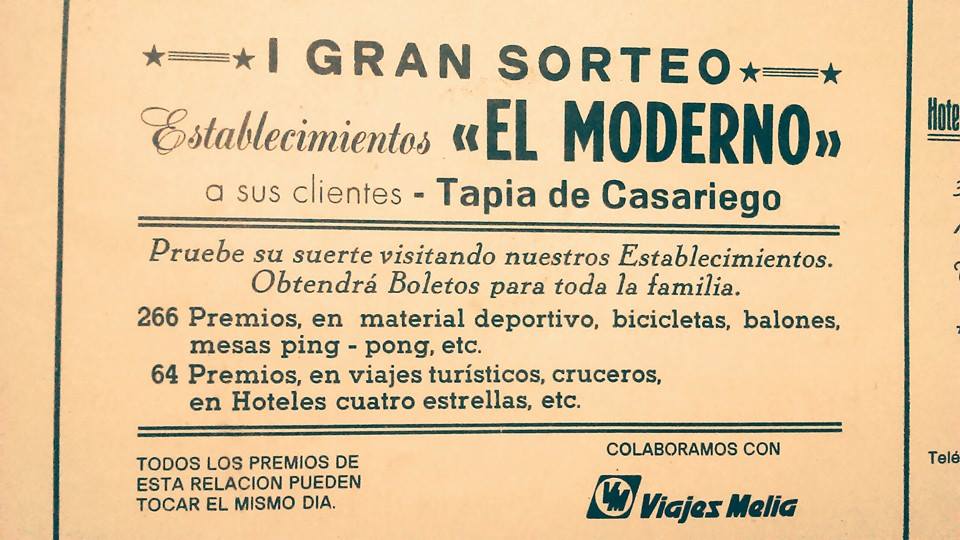 I GRAN SORTEO
Establecimientos «EL MODERNO»
a sus clientes - Tapia de Casariego
Pruebe su suerte visitando nuestros Establecimientos.
Obtendrá Boletos para toda la familia.
266 Premios, en material deportivo, bicicletas, balones,
mesas ping - pong, etc.
64 Premios, en viajes turísticos, cruceros,
en Hoteles cuatro estrellas, etc.
TODOS LOS PREMIOS DE
ESTA RELACION PUEDEN
TOCAR EL MISMO DIA.
COLABORAMOS CON
VM Viajes Melia
Hote
Telé